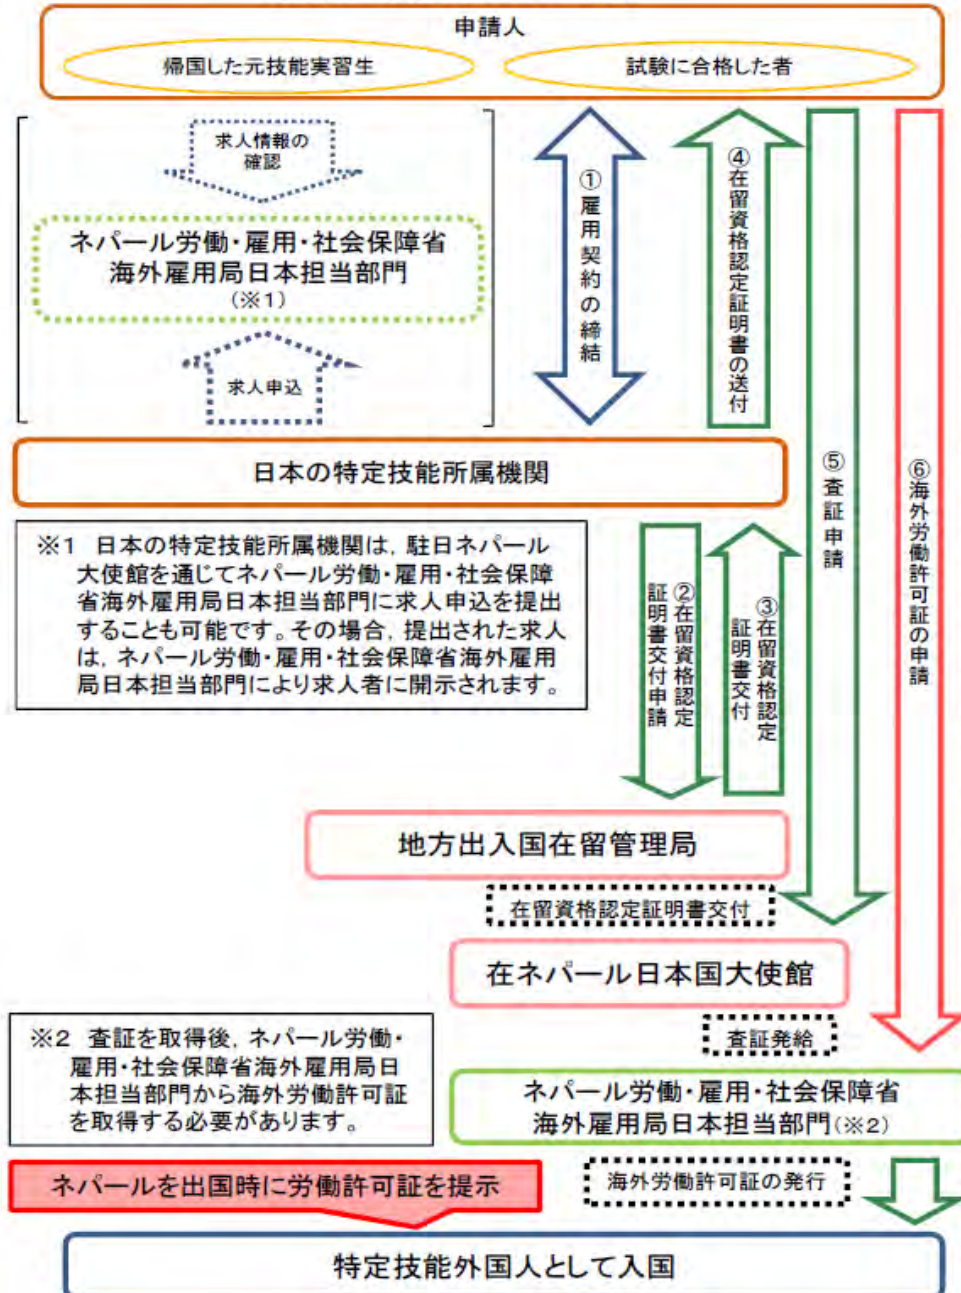 申請人
帰国した元技能実習生
試験に合格した者
求人情報の
確認
ネパール労働・雇用・社会保障省
海外雇用局日本担当部門
(※1)
求人申込
①雇用契約の締結
④在留資格認定証明書の送付
⑤査証申請
⑥海外労働許可証の申請
日本の特定技能所属機関
※1 日本の特定技能所属機関は,駐日ネパール
大使館を通じてネパール労働・雇用・社会保障
省海外雇用局日本担当部門に求人申込を提出
することも可能です。その場合,提出された求人
は,ネパール労働・雇用・社会保障省海外雇用
局日本担当部門により求人者に開示されます。
②在留資格認定
証明書交付申請
③在留資格認定
証明書交付
地方出入国在留管理局
在留資格認定証明書交付
在ネパール日本国大使館
※2 査証を取得後,ネパール労働・
雇用・社会保障省海外雇用局日
本担当部門から海外労働許可証
を取得する必要があります。
査証発給
ネパール労働・雇用・社会保障省
海外雇用局日本担当部門(※2)
ネパールを出国時に労働許可証を提示
海外労働許可証の発行
特定技能外国人として入国